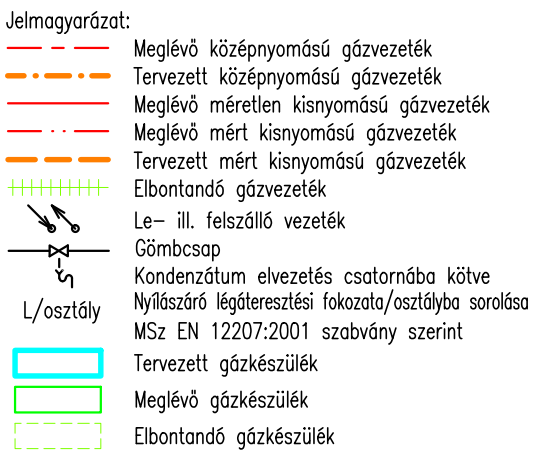 Jelmagyarázat:
Meglévő középnyomású gázvezeték
Tervezett középnyomású gázvezeték
Meglévő méretlen kisnyomású gázvezeték
Meglévő mért kisnyomású gázvezeték
Tervezett mért kisnyomású gázvezeték
Elbontandó gázvezeték
Le- ill. felszálló vezeték
Gömbcsap
Kondenzátum elvezetés csatornába kötve
L/osztály Nyílászáró légáteresztési fokozata/osztályba sorolása
MSz EN 12207:2001 szabvány szerint
Tervezett gázkészülék
Meglévő gázkészülék
Elbontandó gázkészülék